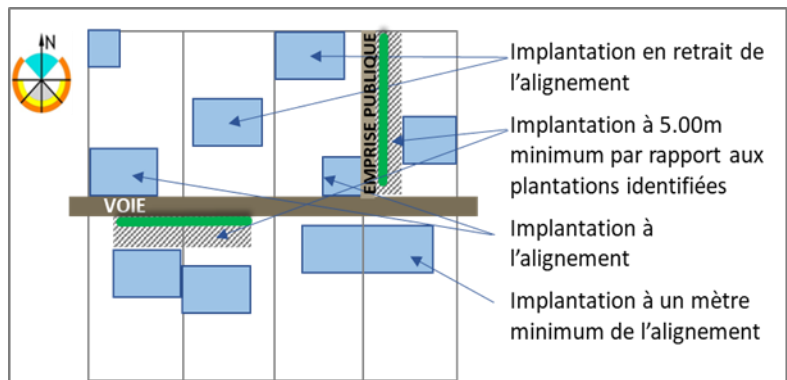 N
EMPRISE PUBLIQUE
VOIE
Implantation en retrait de
l’alignement
Implantation à 5.00m
minimum par rapport aux
plantations identifiées
Implantation à
l’alignement
Implantation à un mètre
minimum de l’alignement